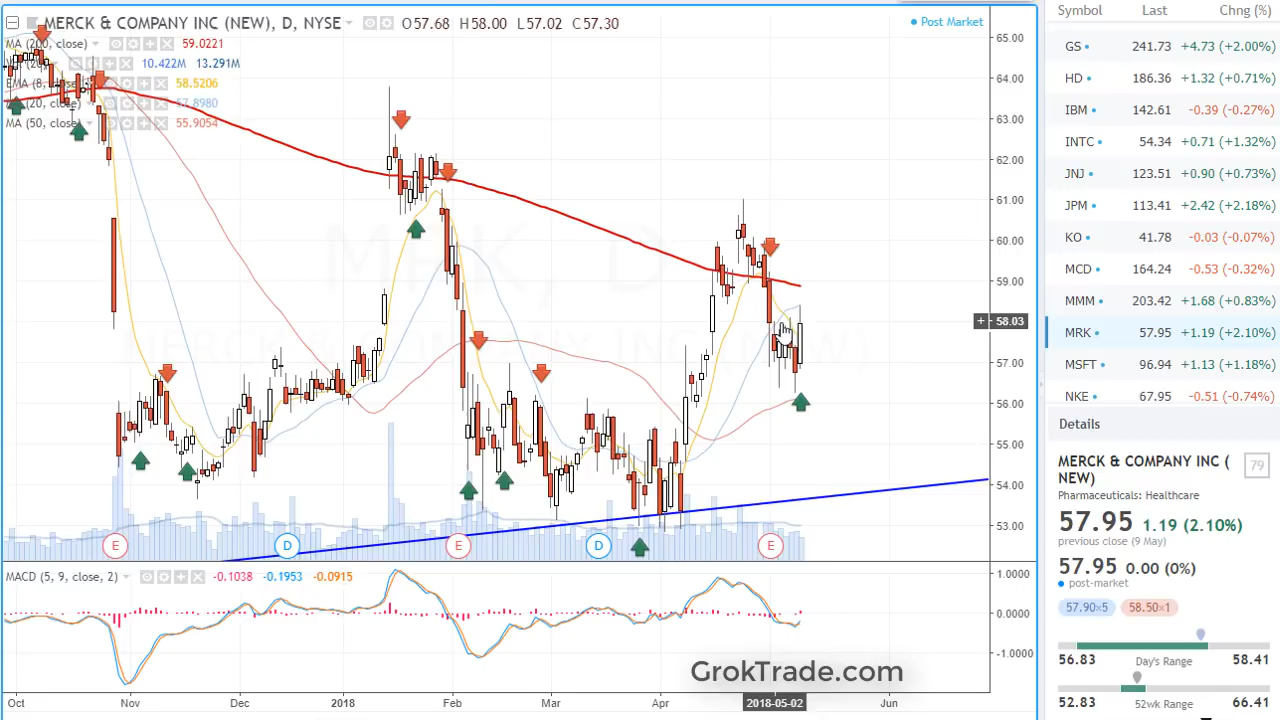 MERCK & COMPANY INC (NEW), D, NYSE O57.68 H58.00 L57.02 C57.30
Post Market
MA (200, close) 59.0221
10.422M 13.291M
EMA (8, close) 58.5206
(20, close) 57.8980
MA (50, close) 55.9054
MRK, D
MERCK & COMPANY INC (NEW)
65.00
64.00
63.00
62.00
61.00
60.00
59.00
+ 58.03
57.00
56.00
55.00
54.00
53.00
E D E D E
MACD (5, 9, close, 2) -0.1038 -0.1953 -0.0915
1.0000
0.0000
-1.0000
GrokTrade.com
Oct Nov Dec 2018 Feb Mar Apr 2018-05-02 Jun
Symbol Last Chng (%)
GS 241.73 +4.73 (+2.00%)
HD 186.36 +1.32 (+0.71%)
IBM 142.61 -0.39 (-0.27%)
INTC 54.34 +0.71 (+1.32%)
JNJ 123.51 +0.90 (+0.73%)
JPM 113.41 +2.42 (+2.18%)
KO 41.78 -0.03 (-0.07%)
MCD 164.24 -0.53 (-0.32%)
MMM 203.42 +1.68 (+0.83%)
MRK 57.95 +1.19 (+2.10%)
MSFT 96.94 +1.13 (+1.18%)
NKE 67.95 -0.51 (-0.74%)
Details
MERCK & COMPANY INC (
NEW)
79
Pharmaceuticals: Healthcare
57.95 1.19 (2.10%)
previous close (9 May)
57.95 0.00 (0%)
post-market
57.90×5 58.50×1
56.83 Day's Range 58.41
52.83 52wk Range 66.41